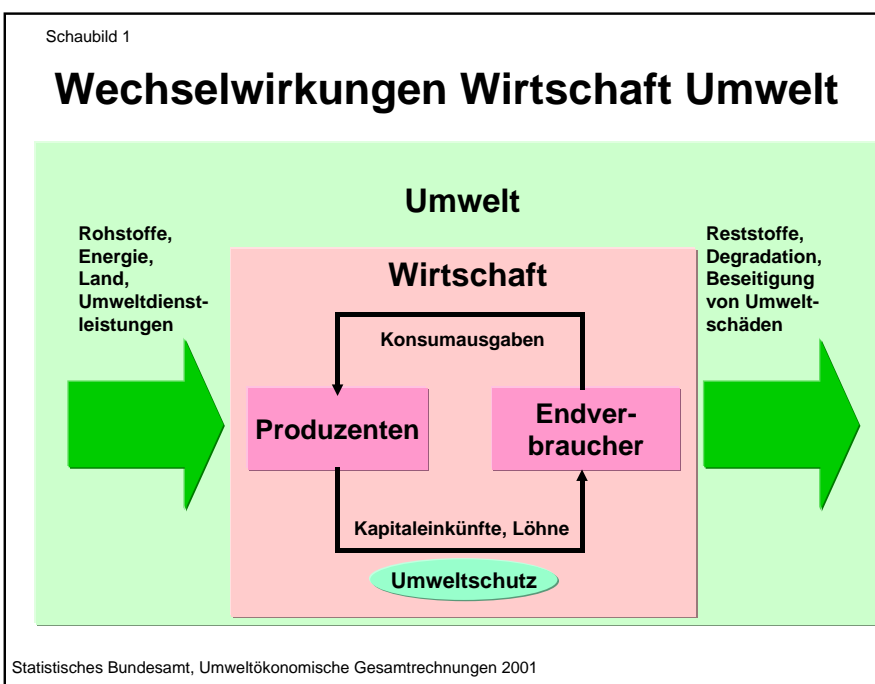 Schaubild 1
Wechselwirkungen Wirtschaft Umwelt
Umwelt
Rohstoffe,
Energie,
Land,
Umweltdienst-
leistungen
Reststoffe,
Degradation,
Beseitigung
von Umwelt-
schäden
Wirtschaft
Konsumausgaben
Produzenten
Endver-
braucher
Kapitaleinkünfte, Löhne
Umweltschutz
Statistisches Bundesamt, Umweltökonomische Gesamtrechnungen 2001